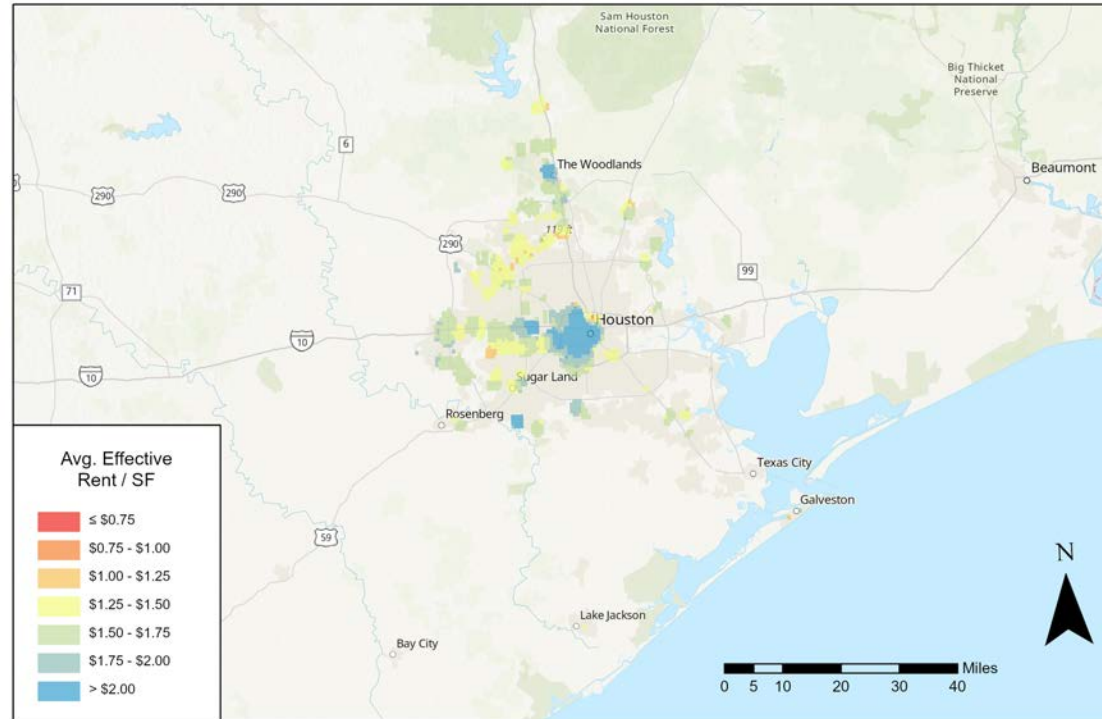 Sam Houston
National Forest
Big Thicket
National
Preserve
6
The Woodlands
Beaumont
290
290
290
290
99
71
Houston
10
10
Sugar Land
Rosenberg
Texas City
Galveston
59
Lake Jackson
Bay City
Avg. Effective
Rent / SF
≤ $0.75
$0.75 - $1.00
$1.00 - $1.25
$1.25 - $1.50
$1.50 - $1.75
$1.75 - $2.00
> $2.00
N
Miles
0 5 10 20 30 40